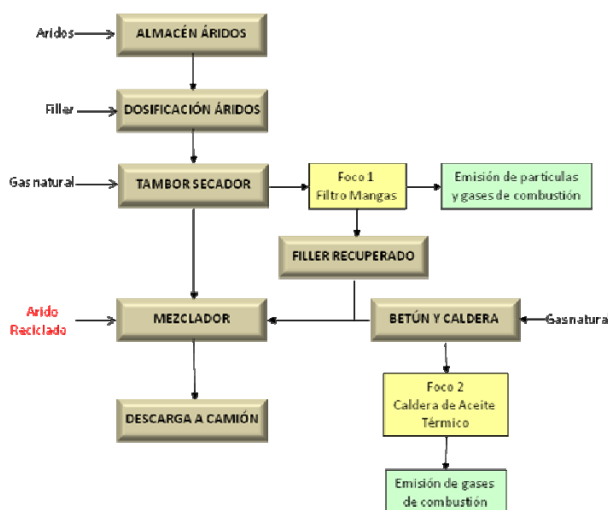 Aridos
ALMACÉN ÁRIDOS
Filler
DOSIFICACIÓN ÁRIDOS
Gas natural
TAMBOR SECADOR
Foco 1
Filtro Mangas
Emisión de partículas
y gases de combustión
FILLER RECUPERADO
Arido
Reciclado
MEZCLADOR
BETÚN Y CALDERA
Gas natural
DESCARGA A CAMIÓN
Foco 2
Caldera de Aceite
Térmico
Emisión de gases
de combustión